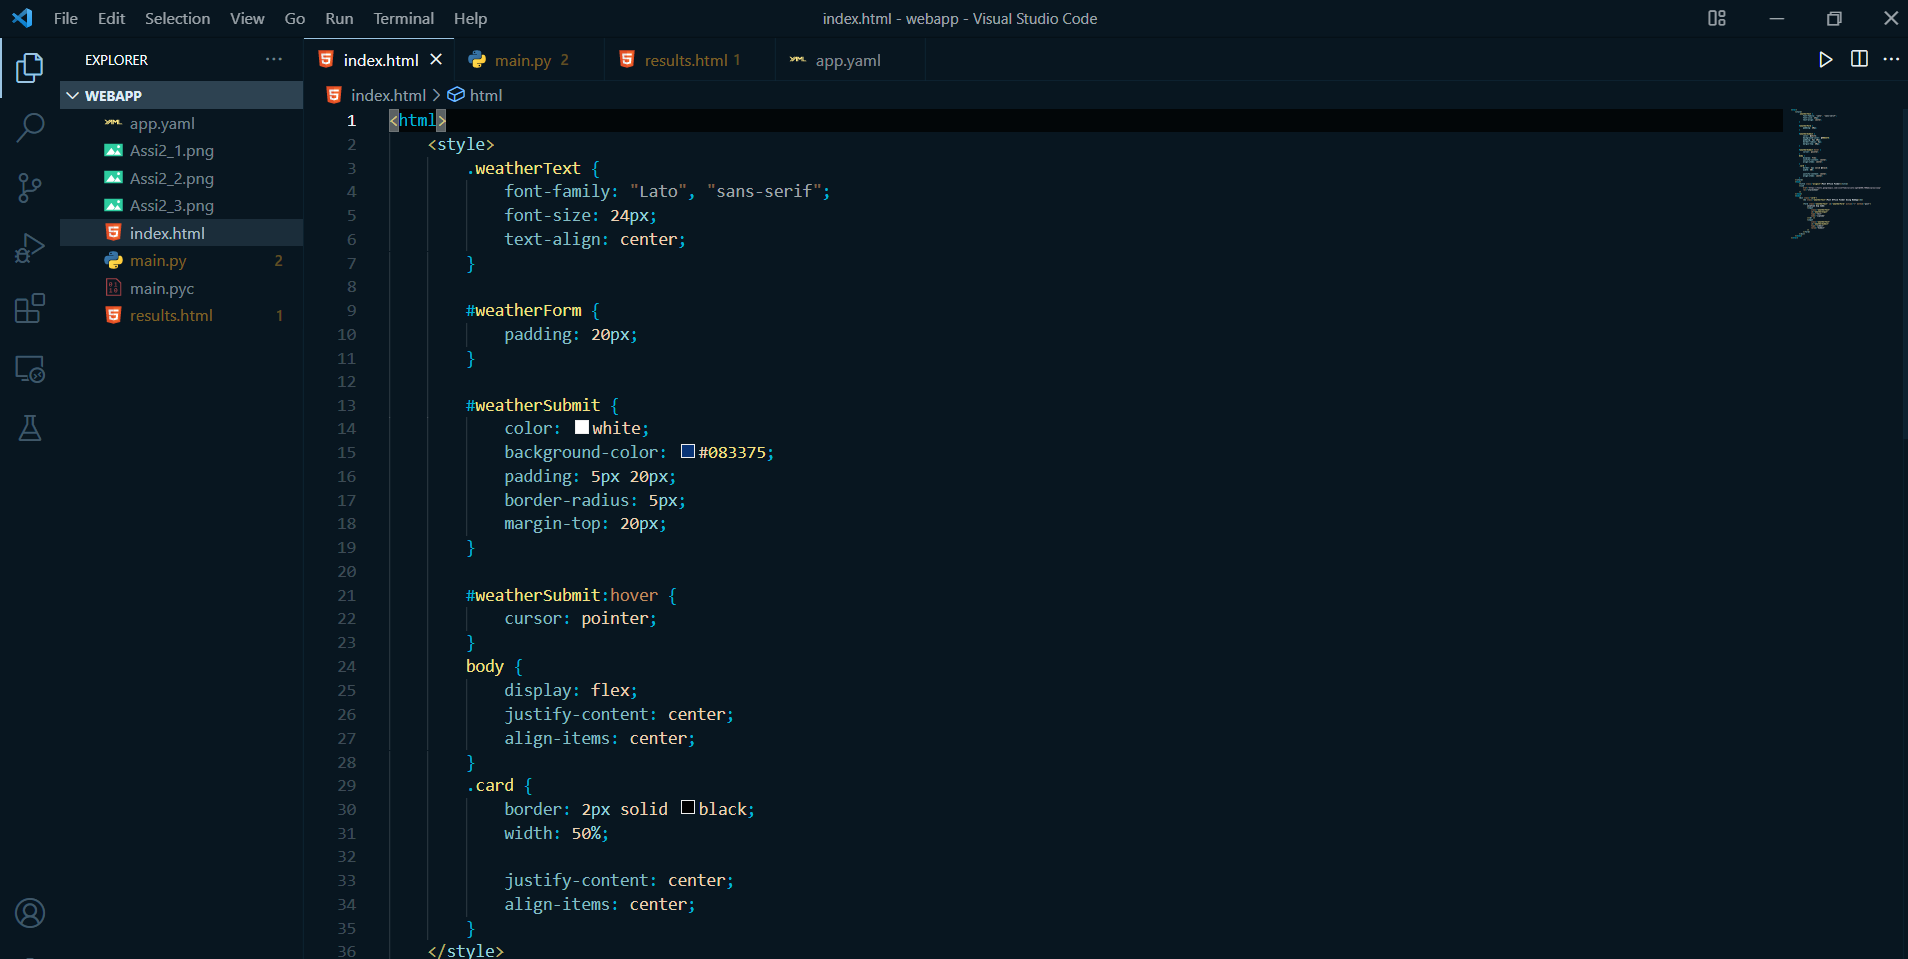 File Edit Selection View Go Run Terminal Help
index.html - webapp - Visual Studio Code
EXPLORER
WEBAPP
app.yaml
Assi2_1.png
Assi2_2.png
Assi2_3.png
index.html
main.py 2
main.pyc
results.html 1
index.html main.py 2 results.html 1 app.yaml
index.html > html
1 <html>
2 <style>
3 .weatherText {
4 font-family: "Lato", "sans-serif";
5 font-size: 24px;
6 text-align: center;
7 }
8
9 #weatherForm {
10 padding: 20px;
11 }
12
13 #weatherSubmit {
14 color: white;
15 background-color: #083375;
16 padding: 5px 20px;
17 border-radius: 5px;
18 margin-top: 20px;
19 }
20
21 #weatherSubmit:hover {
22 cursor: pointer;
23 }
24 body {
25 display: flex;
26 justify-content: center;
27 align-items: center;
28 }
29 .card {
30 border: 2px solid black;
31 width: 50%;
32
33 justify-content: center;
34 align-items: center;
35 }
36 </style>